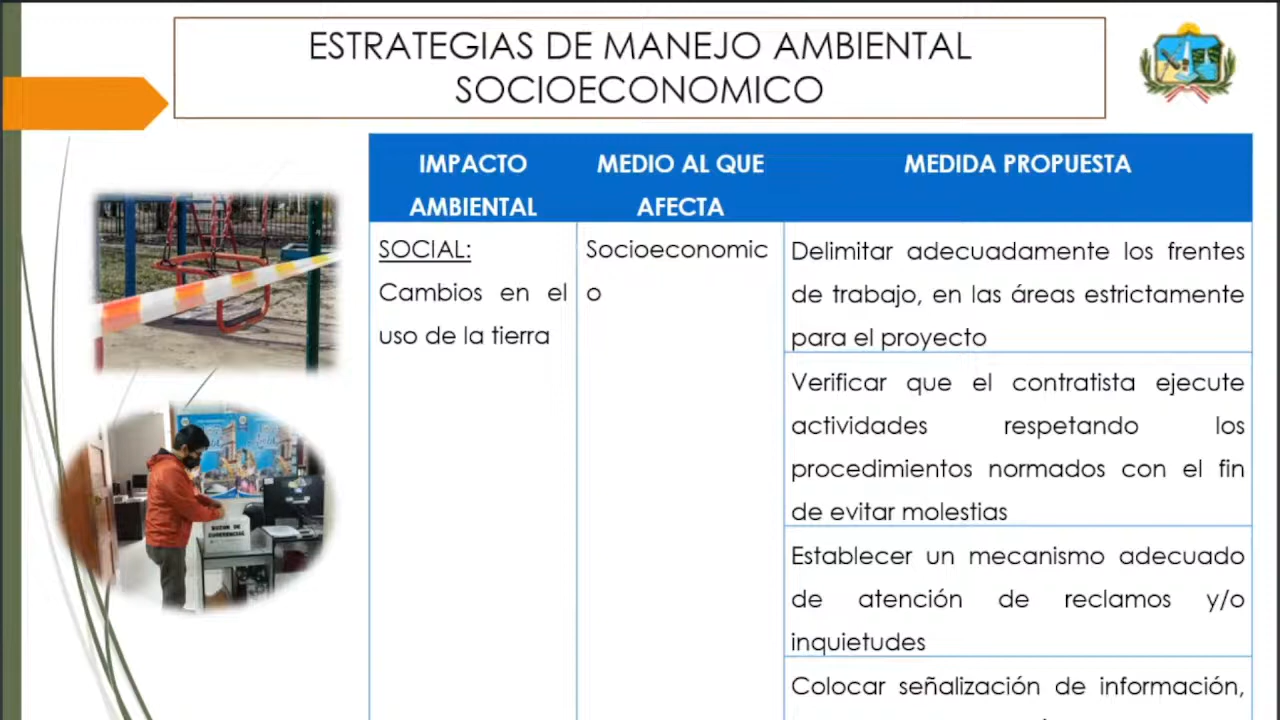 ESTRATEGIAS DE MANEJO AMBIENTAL
SOCIOECONOMICO
IMPACTO
AMBIENTAL
MEDIO AL QUE
AFECTA
MEDIDA PROPUESTA
SOCIAL:
Cambios en el
uso de la tierra
Socioeconomic
o
Delimitar adecuadamente los frentes
de trabajo, en las áreas estrictamente
para el proyecto
Verificar que el contratista ejecute
actividades respetando los
procedimientos normados con el fin
de evitar molestias
Establecer un mecanismo adecuado
de atención de reclamos y/o
inquietudes
Colocar señalización de información,
BUZON DE
SUGERENCIAS